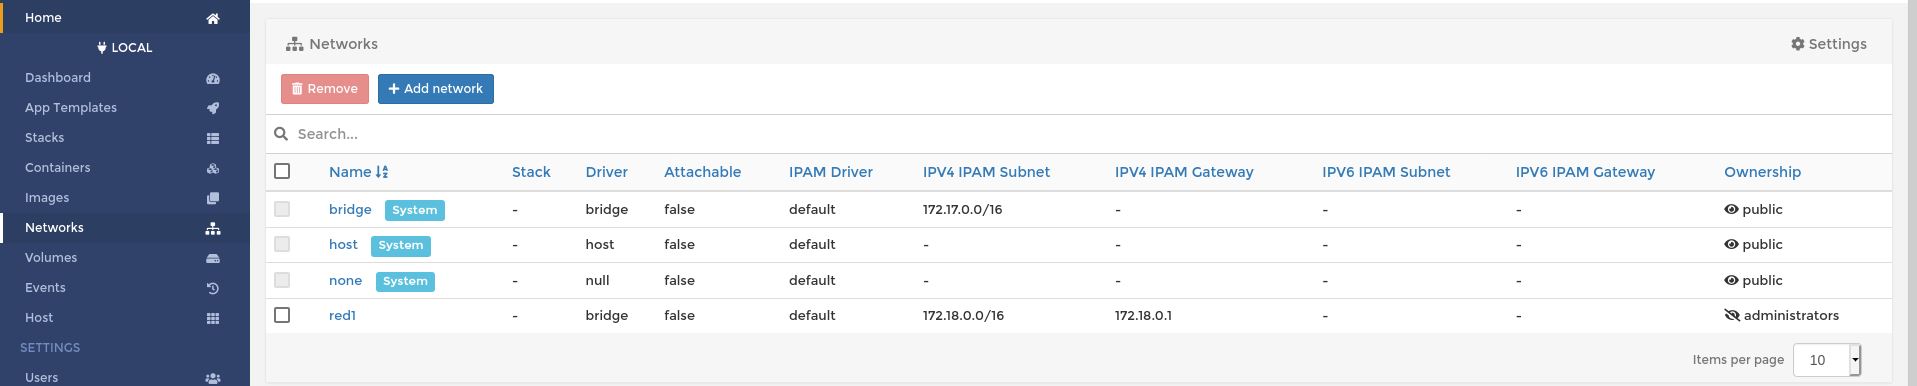 Home
LOCAL
Dashboard
App Templates
Stacks
Containers
Images
Networks
Volumes
Events
Host
SETTINGS
Users
Networks
Settings
Remove
Add network
Search...
Name Stack Driver Attachable IPAM Driver IPV4 IPAM Subnet IPV4 IPAM Gateway IPV6 IPAM Subnet IPV6 IPAM Gateway Ownership
bridge System - bridge false default 172.17.0.0/16 - - - public
host System - host false default - - - - public
none System - null false default - - - - public
red1 - bridge false default 172.18.0.0/16 172.18.0.1 - - administrators
Items per page 10